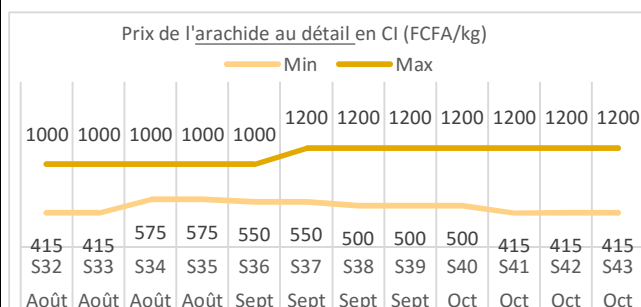 Prix de l'arachide au détail en CI (FCFA/kg)
Min Max
1000 1000 1000 1000 1000 1200 1200 1200 1200 1200 1200 1200
415 415 575 575 550 550 500 500 500 415 415 415
S32 S33 S34 S35 S36 S37 S38 S39 S40 S41 S42 S43
Août Août Août Août Sept Sept Sept Sept Oct Oct Oct Oct